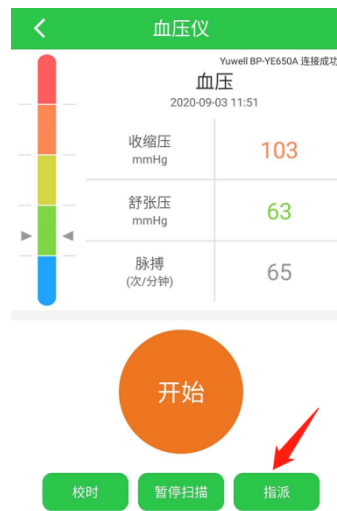 血压仪
Yuwell BP-YE650A 连接成功
血压
2020-09-03 11:51
收缩压
mmHg
103
舒张压
mmHg
63
脉搏
(次/分钟)
65
开始
校时
暂停扫描
指派